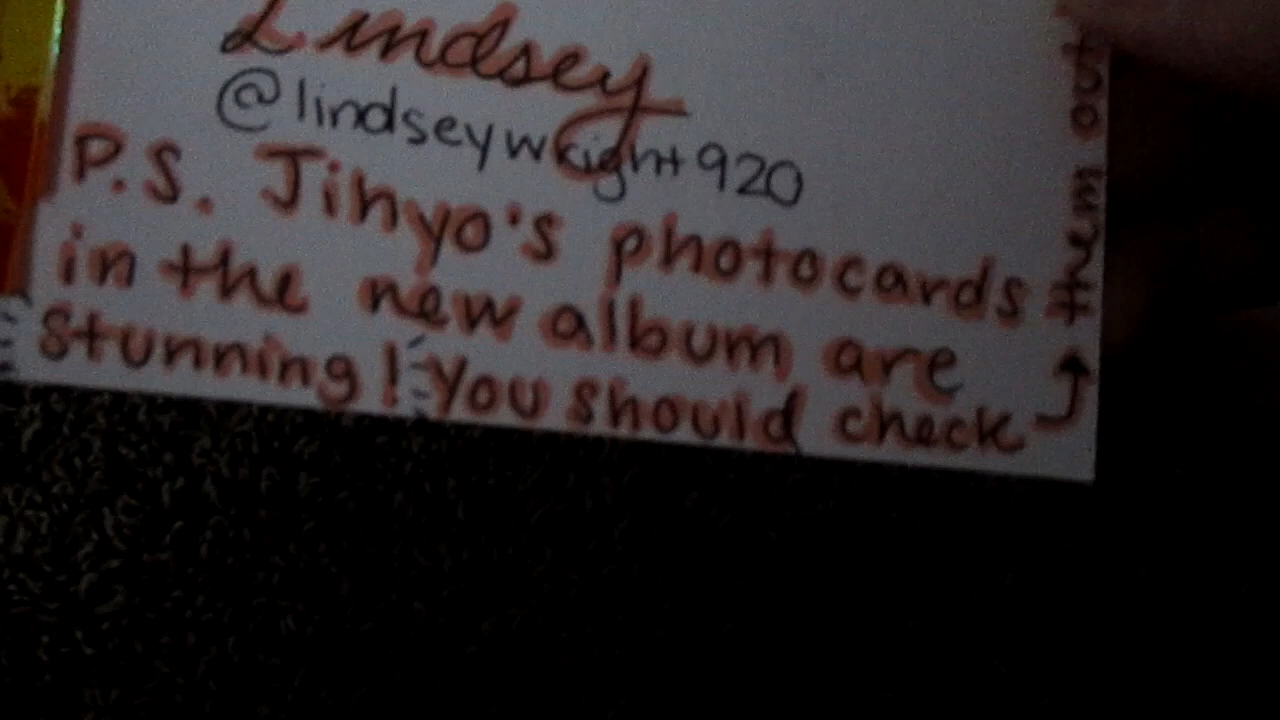 Lindsey
@lindseywright920
P.S. Jihyo's photocards
in the new album are
stunning! You should check
them out